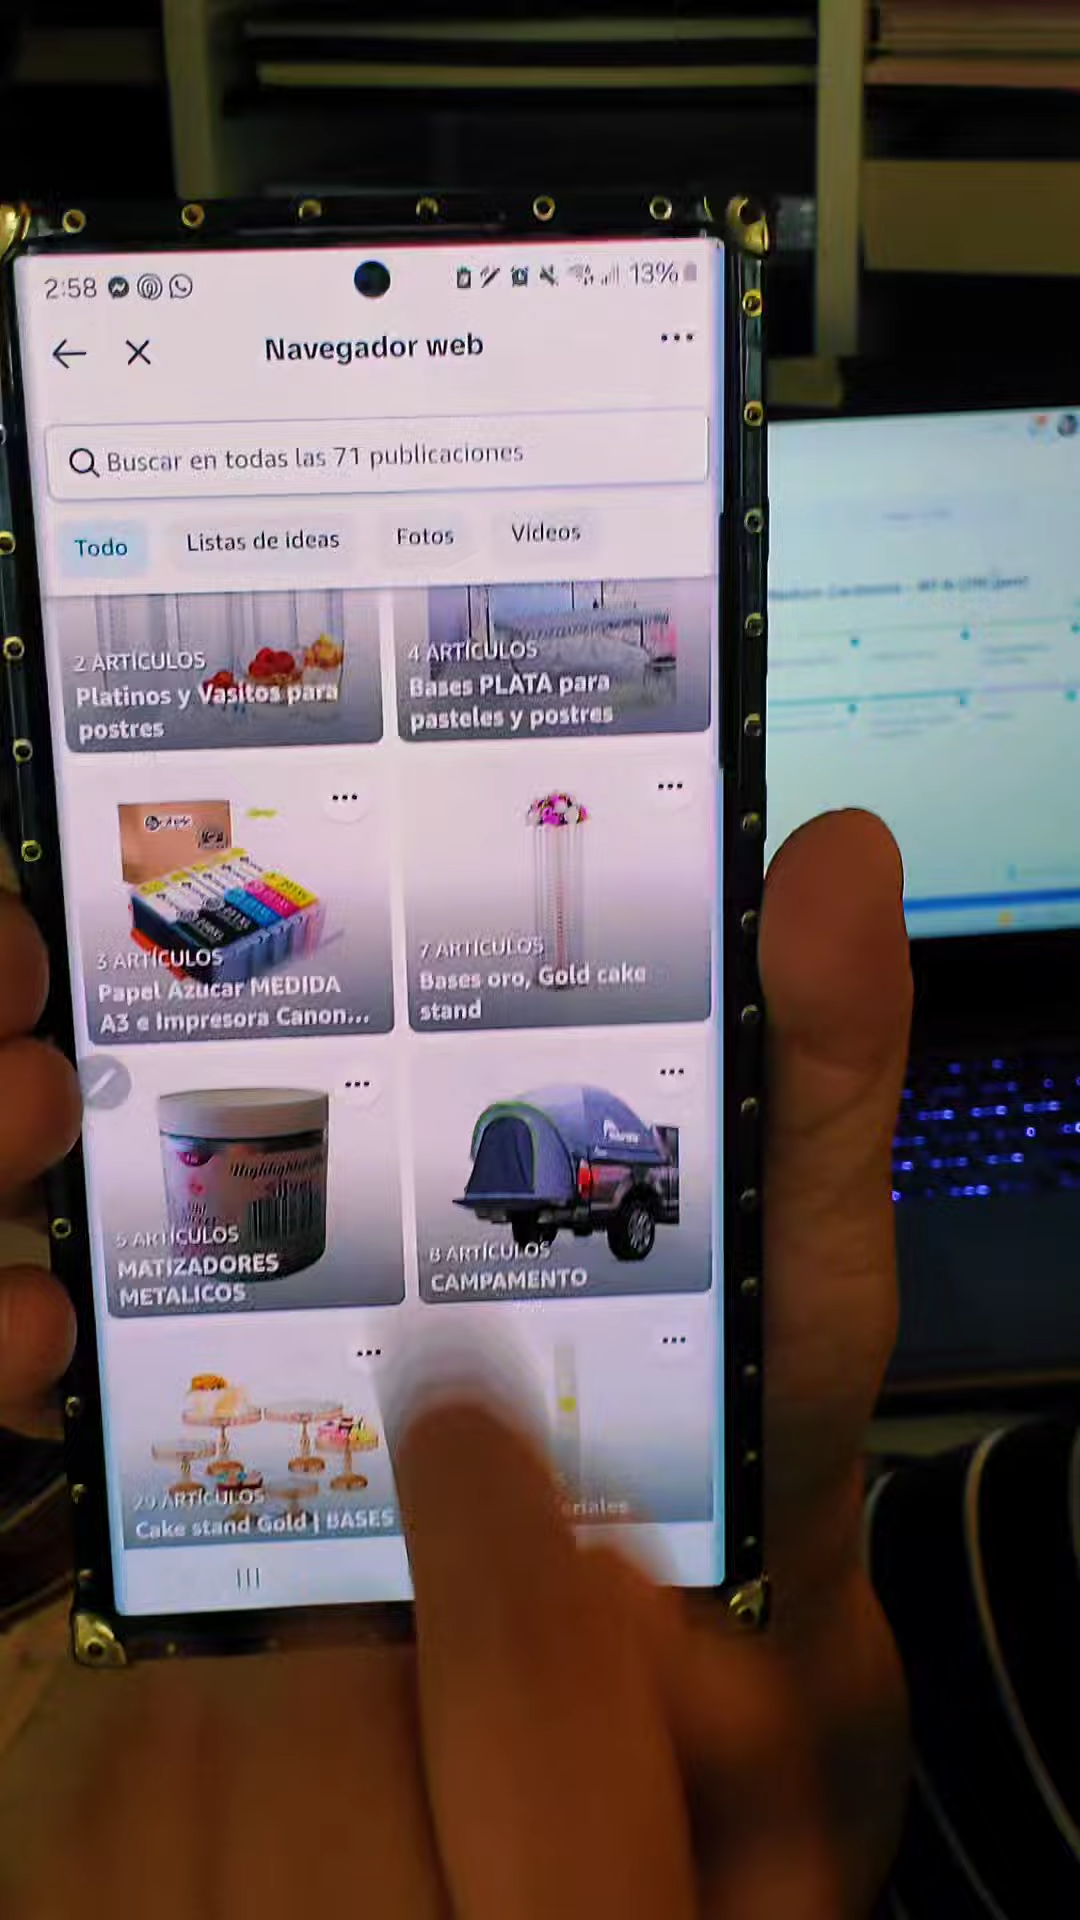 2:58
13%
Navegador web
Buscar en todas las 71 publicaciones
Todo
Listas de ideas
Fotos
Videos
2 ARTÍCULOS
Platinos y Vasitos para
postres
4 ARTÍCULOS
Bases PLATA para
pasteles y postres
3 ARTÍCULOS
Papel Azucar MEDIDA
A3 e Impresora Canon...
7 ARTÍCULOS
Bases oro, Gold cake
stand
5 ARTÍCULOS
MATIZADORES
METALICOS
8 ARTÍCULOS
CAMPAMENTO
29 ARTÍCULOS
Cake stand Gold | BASES
eriales